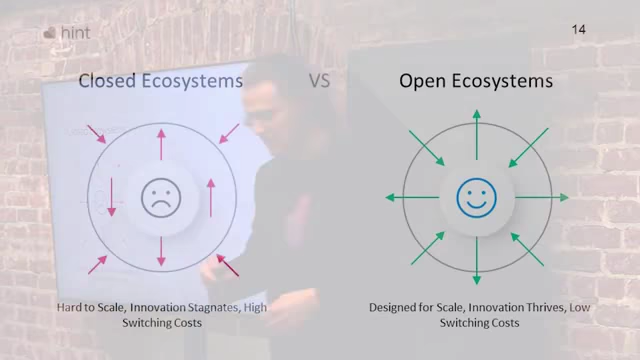 hint
14
Closed Ecosystems
VS
Open Ecosystems
Hard to Scale, Innovation Stagnates, High
Switching Costs
Designed for Scale, Innovation Thrives, Low
Switching Costs